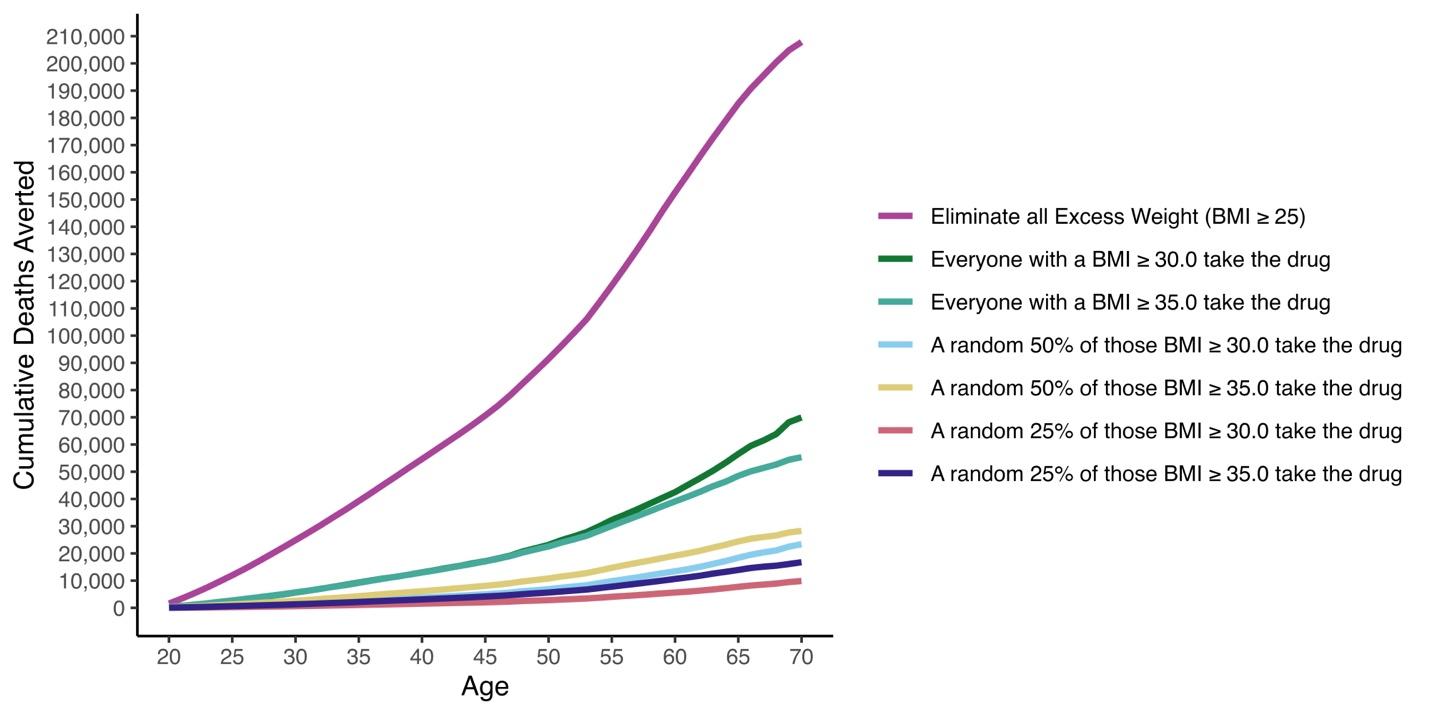 Cumulative Deaths Averted
210,000
200,000
190,000
180,000
170,000
160,000
150,000
140,000
130,000
120,000
110,000
100,000
90,000
80,000
70,000
60,000
50,000
40,000
30,000
20,000
10,000
0
20 25 30 35 40 45 50 55 60 65 70
Age
Eliminate all Excess Weight (BMI ≥ 25)
Everyone with a BMI ≥ 30.0 take the drug
Everyone with a BMI ≥ 35.0 take the drug
A random 50% of those BMI ≥ 30.0 take the drug
A random 50% of those BMI ≥ 35.0 take the drug
A random 25% of those BMI ≥ 30.0 take the drug
A random 25% of those BMI ≥ 35.0 take the drug